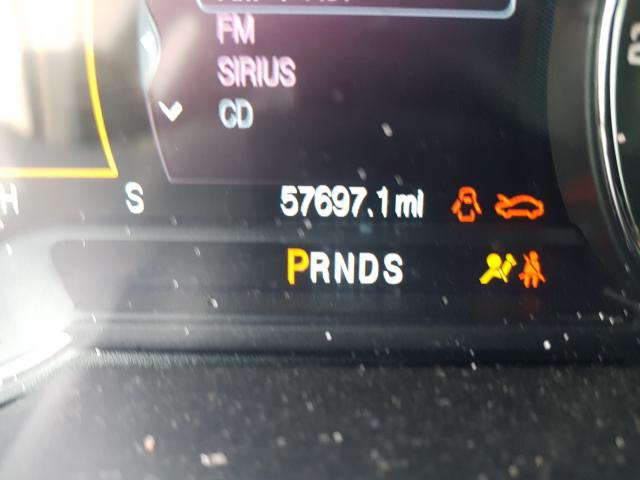 FM
SIRIUS
CD
H S 57697.1 mi
PRNDS